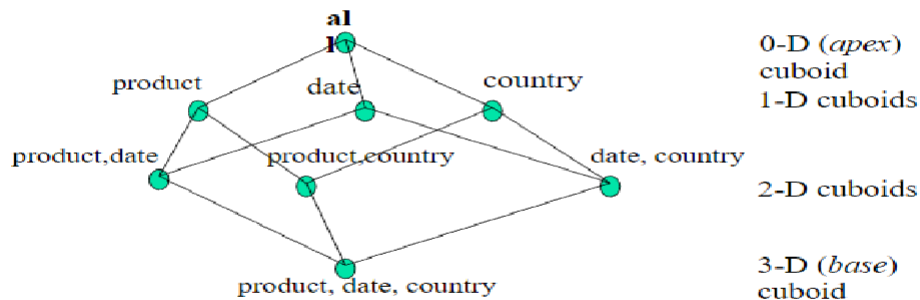 al
l
0-D (apex)
cuboid
product
date
country
1-D cuboids
product,date
product,country
date, country
2-D cuboids
3-D (base)
product, date, country
cuboid